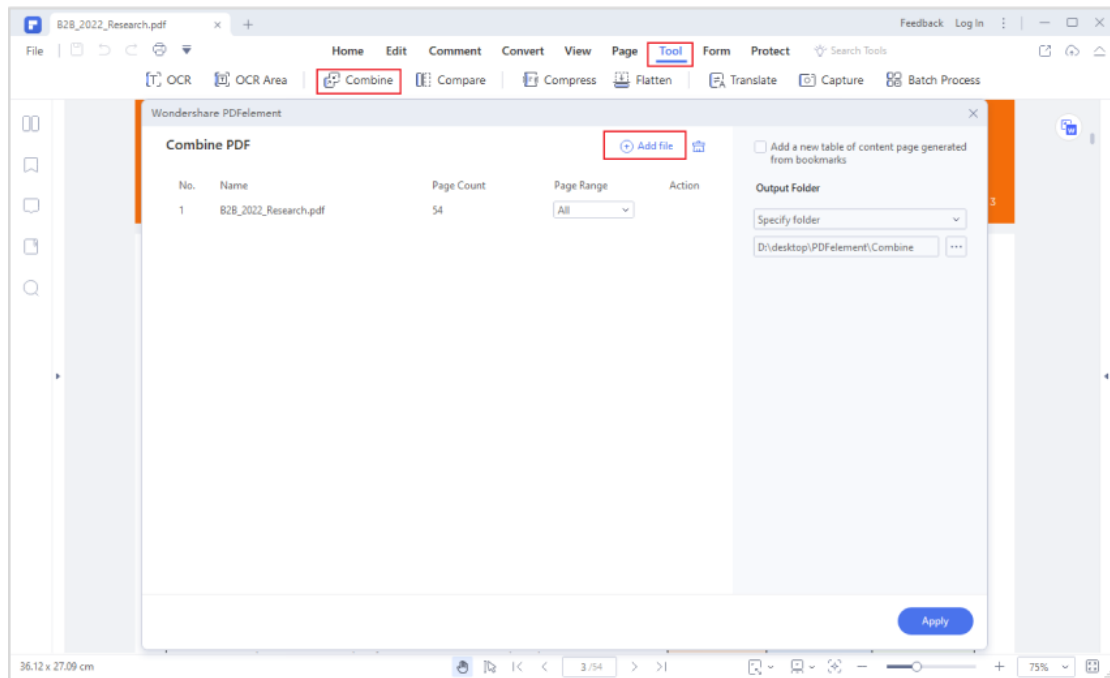 B2B_2022_Research.pdf
Feedback Log In
File Home Edit Comment Convert View Page Tool Form Protect Search Tools
OCR OCR Area Combine Compare Compress Flatten Translate Capture Batch Process
Wondershare PDFelement
Combine PDF
Add file
Add a new table of content page generated
from bookmarks
No. Name Page Count Page Range Action
Output Folder
1 B2B_2022_Research.pdf 54 All
Specify folder
D:\desktop\PDFelement\Combine
3
Apply
36.12 x 27.09 cm 3 /54 75%